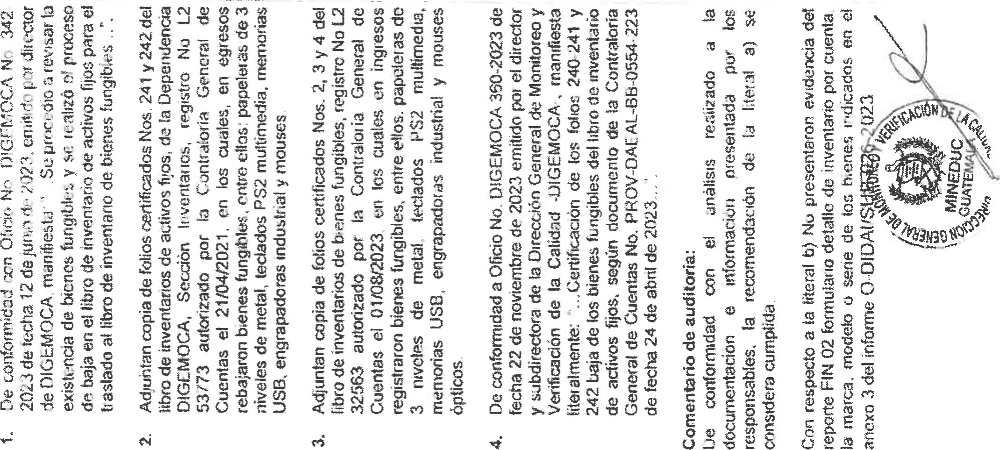 1. De conformidad con Oficio No. DIGEMOCA No. 342-
2023 de fecha 12 de junio de 2023, emitido por director
de DIGEMOCA, manifiesta: "...Se procedió a revisar la
existencia de bienes fungibles y se realizó el proceso
de baja en el libro de inventario de activos fijos para el
traslado al libro de inventario de bienes fungibles...".
2. Adjuntan copia de folios certificados Nos. 241 y 242 del
libro de inventarios de activos fijos, de la Dependencia
DIGEMOCA, Sección Inventarios, registro No L2
53773 autorizado por la Contraloría General de
Cuentas el 21/04/2021, en los cuales, en egresos
rebajaron bienes fungibles, entre ellos: papeleras de 3
niveles de metal, teclados PS2 multimedia, memorias
USB, engrapadoras industrial y mouses.
3. Adjuntan copia de folios certificados Nos. 2, 3 y 4 del
libro de inventarios de bienes fungibles, registro No L2
32563 autorizado por la Contraloría General de
Cuentas el 01/08/2023, en los cuales en ingresos
registraron bienes fungibles, entre ellos: papeleras de
3 niveles de metal, teclados PS2 multimedia,
memorias USB, engrapadoras industrial y mouses
ópticos.
4. De conformidad a Oficio No. DIGEMOCA 360-2023 de
fecha 22 de noviembre de 2023 emitido por el director
y subdirectora de la Dirección General de Monitoreo y
Verificación de la Calidad -DIGEMOCA-, manifiesta
literalmente: "...Certificación de los folios 240-241 y
242 baja de los bienes fungibles del libro de inventario
de activos fijos, según documento de la Contraloría
General de Cuentas No. PROV-DAEAL-BB-0554-223
de fecha 24 de abril de 2023...".
Comentario de auditoría:
De conformidad con el análisis realizado a la
documentación e información presentada por los
responsables, la recomendación de la literal a) se
considera cumplida.
Con respecto a la literal b) No presentaron evidencia del
reporte FIN 02 formulario detalle de inventario por cuenta,
la marca, modelo o serie de los bienes indicados en el
anexo 3 del informe O-DIDAI/SUB 2023
DIRECCION GENERAL DE MONITOREO Y VERIFICACIÓN DE LA CALIDAD
MINEDUC
GUATEMALA